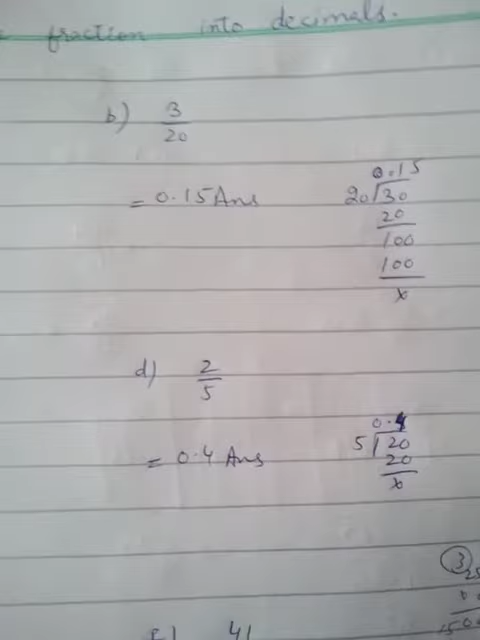 fraction into decimals.
b) 3/20
= 0.15 Ans
0.15
20)30
20
100
100
x
d) 2/5
= 0.4 Ans
0.4
5)20
20
x
3